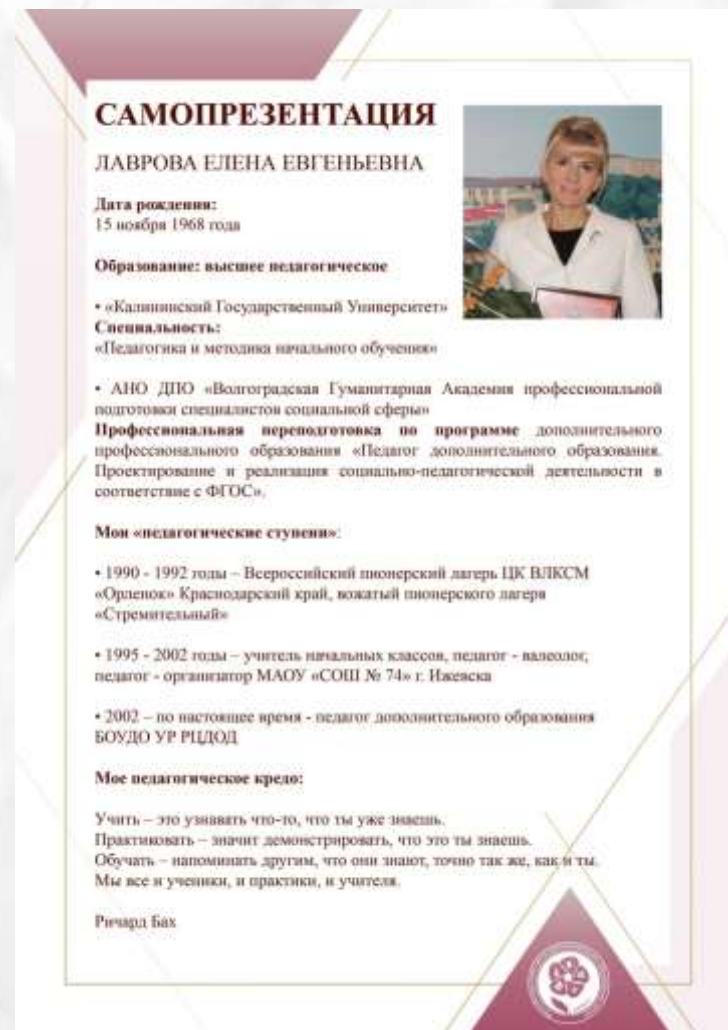 САМОПРЕЗЕНТАЦИЯ
ЛАВРОВА ЕЛЕНА ЕВГЕНЬЕВНА
Дата рождения:
15 ноября 1968 года
Образование: высшее педагогическое
• «Калининский Государственный Университет»
Специальность:
«Педагогика и методика начального обучения»
• АНО ДПО «Волгоградская Гуманитарная Академия профессиональной
подготовки специалистов социальной сферы»
Профессиональная переподготовка по программе дополнительного
профессионального образования «Педагог дополнительного образования.
Проектирование и реализация социально-педагогической деятельности в
соответствие с ФГОС».
Мои «педагогические ступени»:
• 1990 - 1992 годы – Всероссийский пионерский лагерь ЦК ВЛКСМ
«Орленок» Краснодарский край, вожатый пионерского лагеря
«Стремительный»
• 1995 - 2002 годы – учитель начальных классов, педагог - валеолог,
педагог - организатор МАОУ «СОШ № 74» г. Ижевска
• 2002 – по настоящее время - педагог дополнительного образования
БОУДО УР РЦДОД
Мое педагогическое кредо:
Учить – это узнавать что-то, что ты уже знаешь.
Практиковать – значит демонстрировать, что это ты знаешь.
Обучать – напоминать другим, что они знают, точно так же, как и ты.
Мы все и ученики, и практики, и учителя.
Ричард Бах